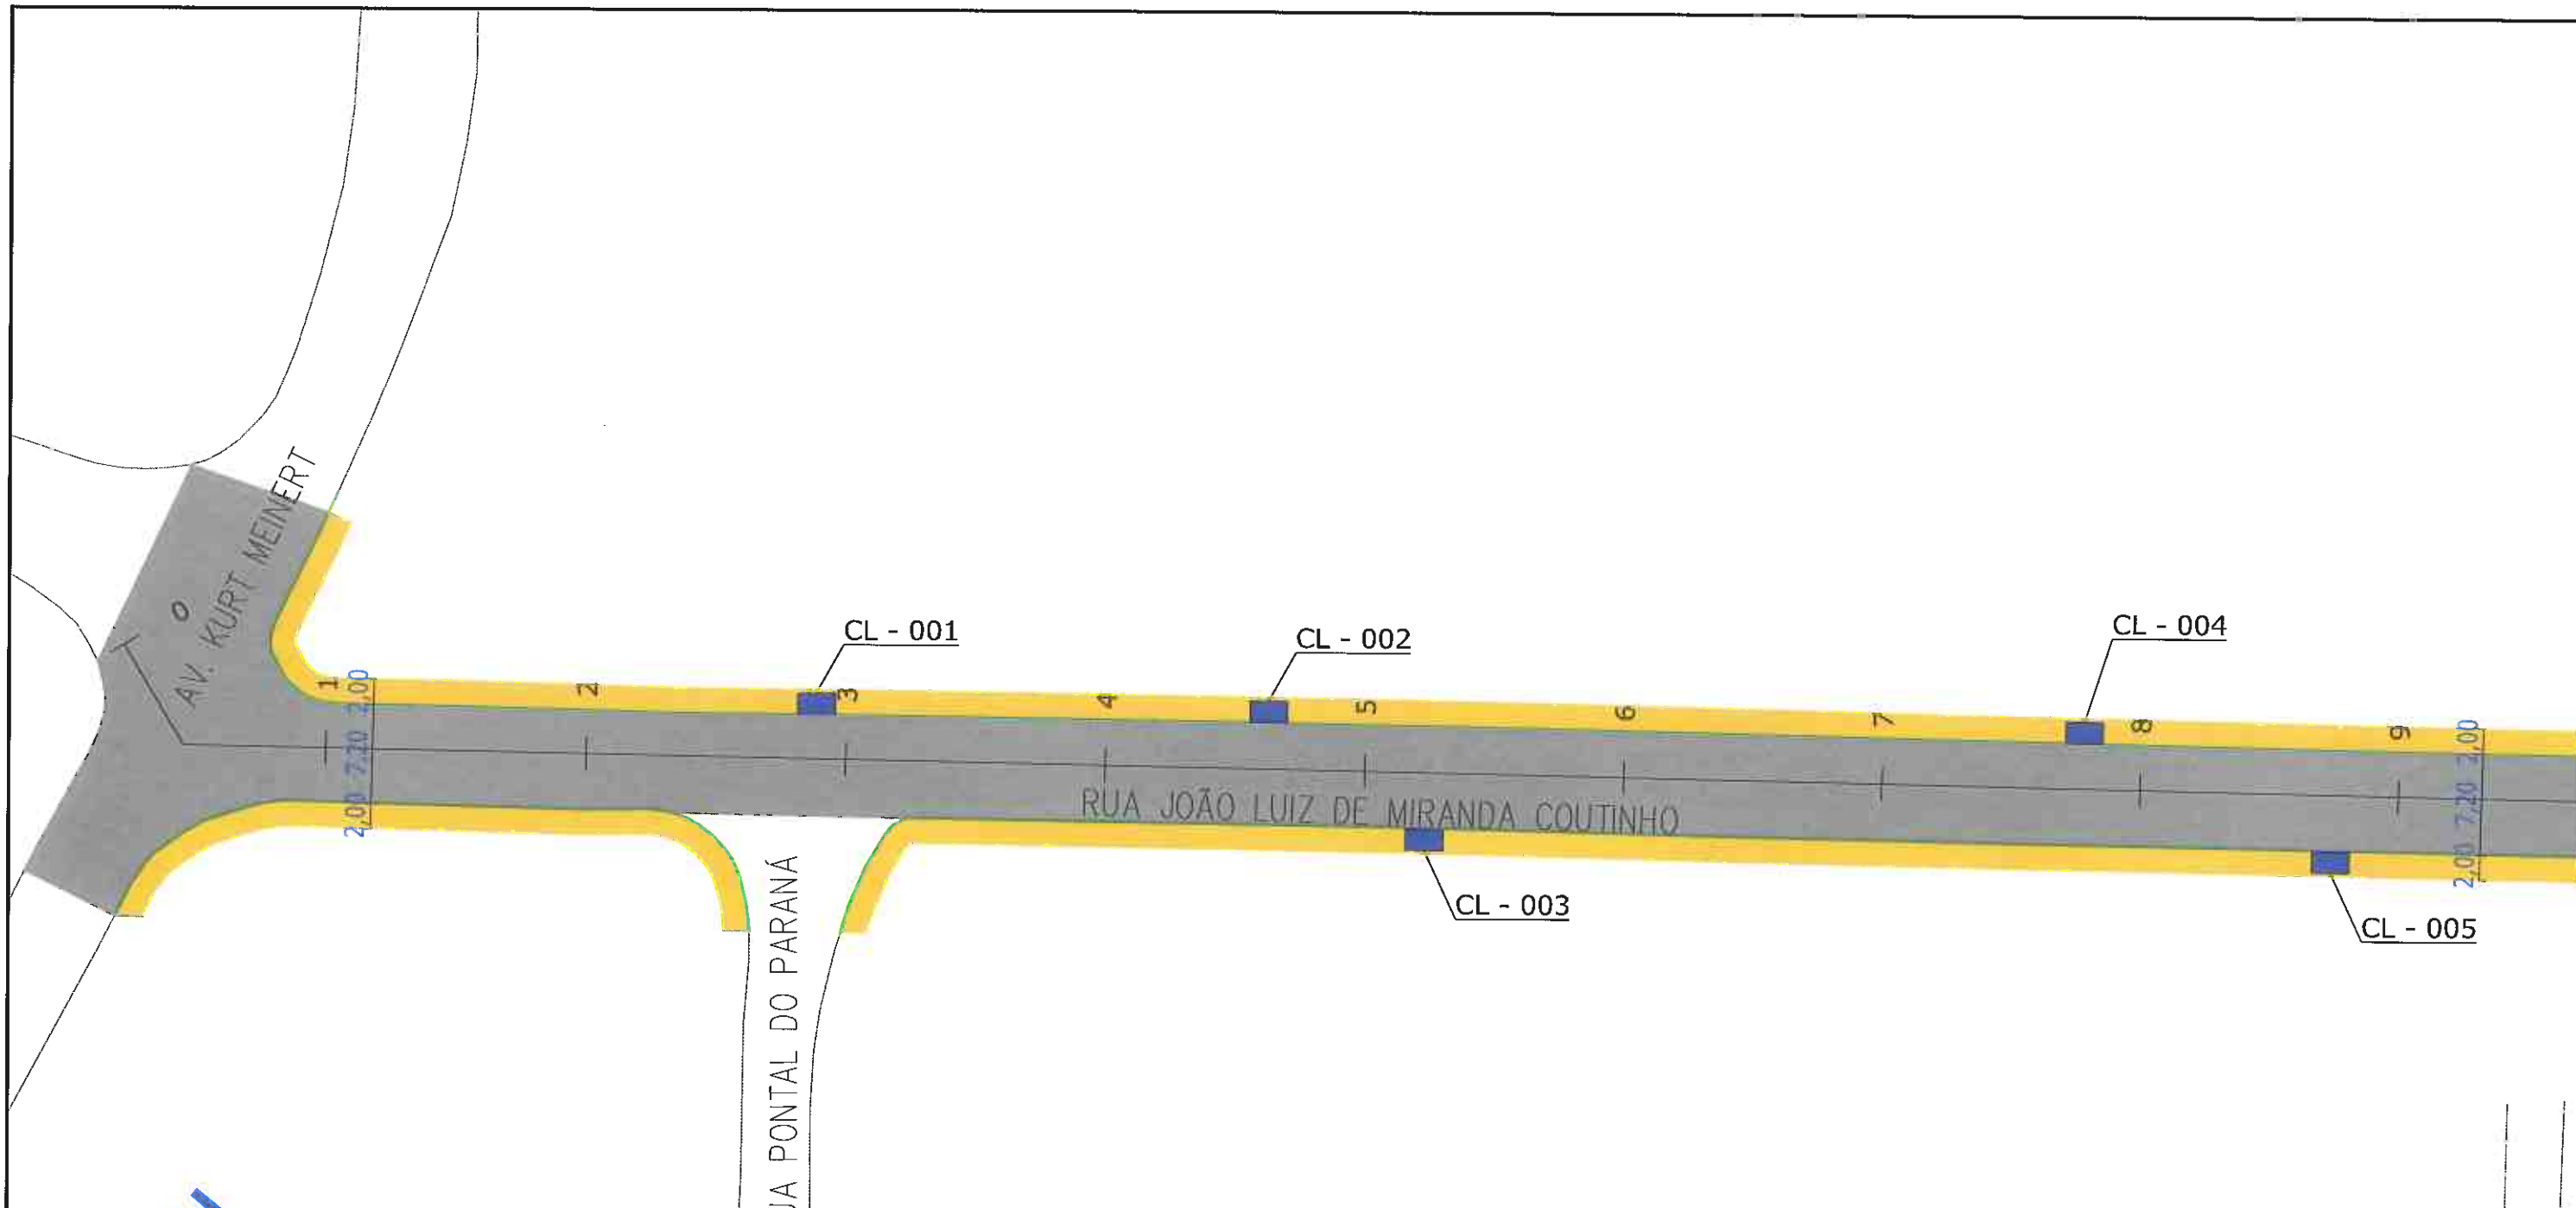 AV. KURT MEINERT
0
CL - 001
CL - 002
CL - 004
1
2
3
4
5
6
7
8
9
2,00
7,20
2,00
2,00
7,20
2,00
RUA JOÃO LUIZ DE MIRANDA COUTINHO
CL - 003
CL - 005
UA PONTAL DO PARANÁ